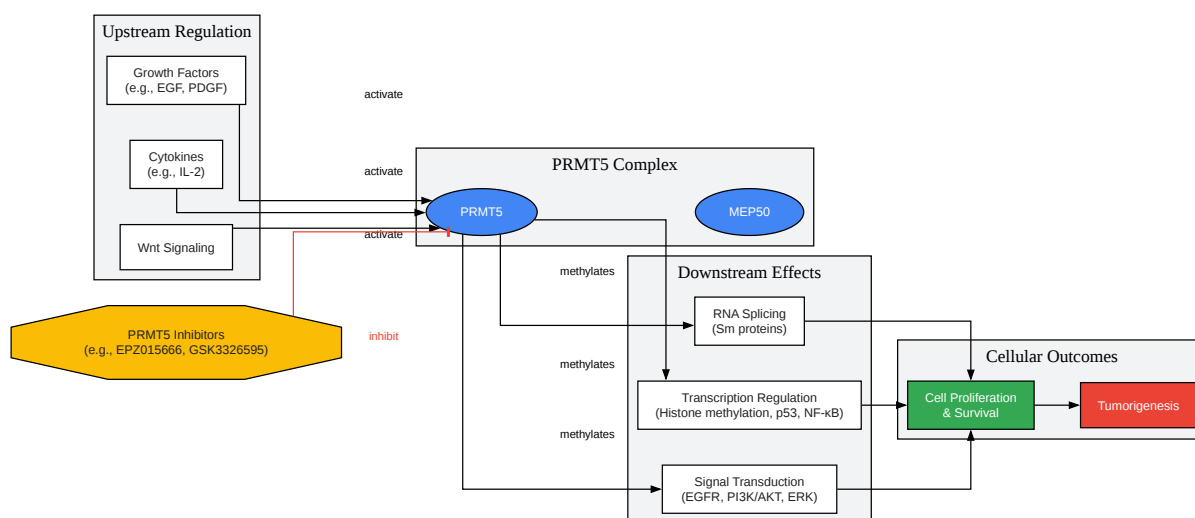 Upstream Regulation
Growth Factors
(e.g., EGF, PDGF)
activate
Cytokines
(e.g., IL-2)
activate
Wnt Signaling
activate
PRMT5 Complex
PRMT5
MEP50
PRMT5 Inhibitors
(e.g., EPZ015666, GSK3326595)
inhibit
methylates
methylates
methylates
Downstream Effects
RNA Splicing
(Sm proteins)
Transcription Regulation
(Histone methylation, p53, NF-κB)
Signal Transduction
(EGFR, PI3K/AKT, ERK)
Cellular Outcomes
Cell Proliferation
& Survival
Tumorigenesis